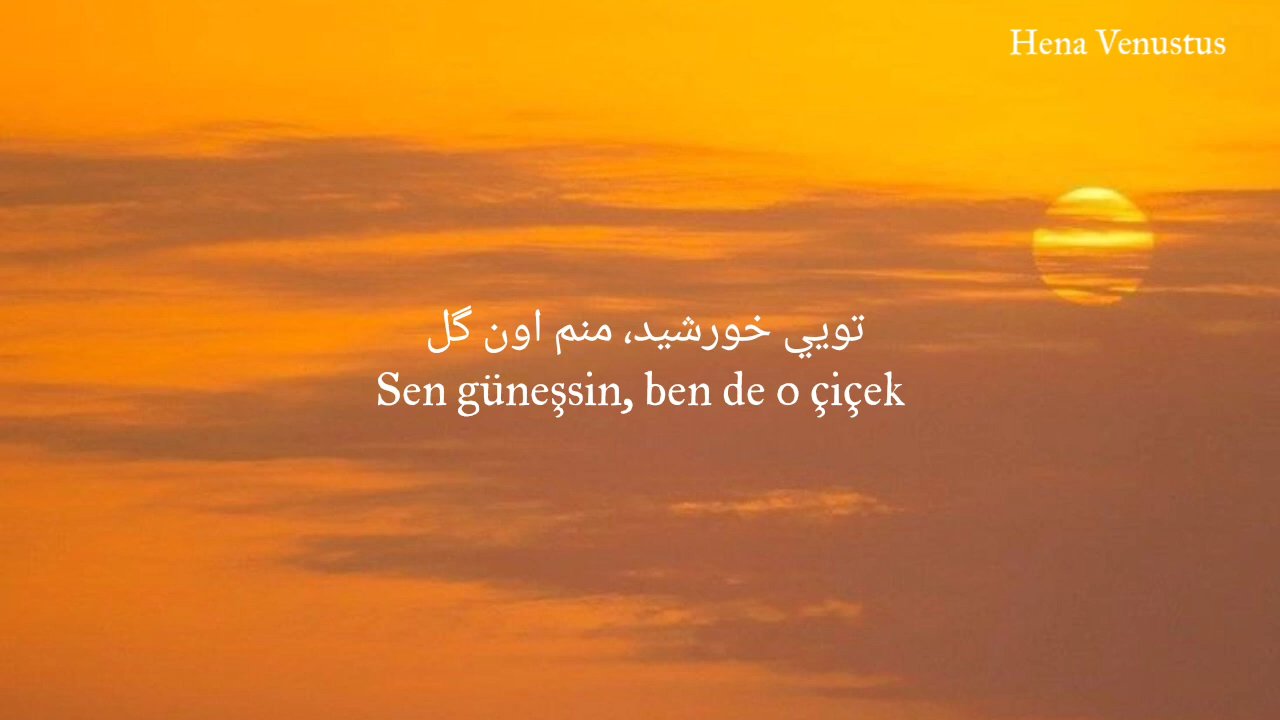 Hena Venustus
تويي خورشيد، منم اون گل
Sen güneşsin, ben de o çiçek